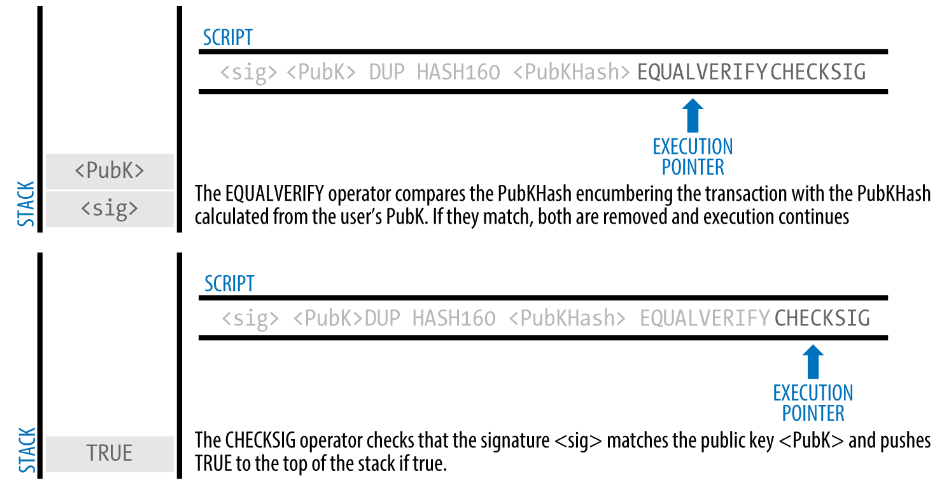 SCRIPT
<sig> <PubK> DUP HASH160 <PubKHash> EQUALVERIFY CHECKSIG
EXECUTION
POINTER
<PubK>
<sig>
STACK
The EQUALVERIFY operator compares the PubKHash encumbering the transaction with the PubKHash
calculated from the user’s PubK. If they match, both are removed and execution continues
SCRIPT
<sig> <PubK>DUP HASH160 <PubKHash> EQUALVERIFY CHECKSIG
EXECUTION
POINTER
STACK
TRUE
The CHECKSIG operator checks that the signature <sig> matches the public key <PubK> and pushes
TRUE to the top of the stack if true.